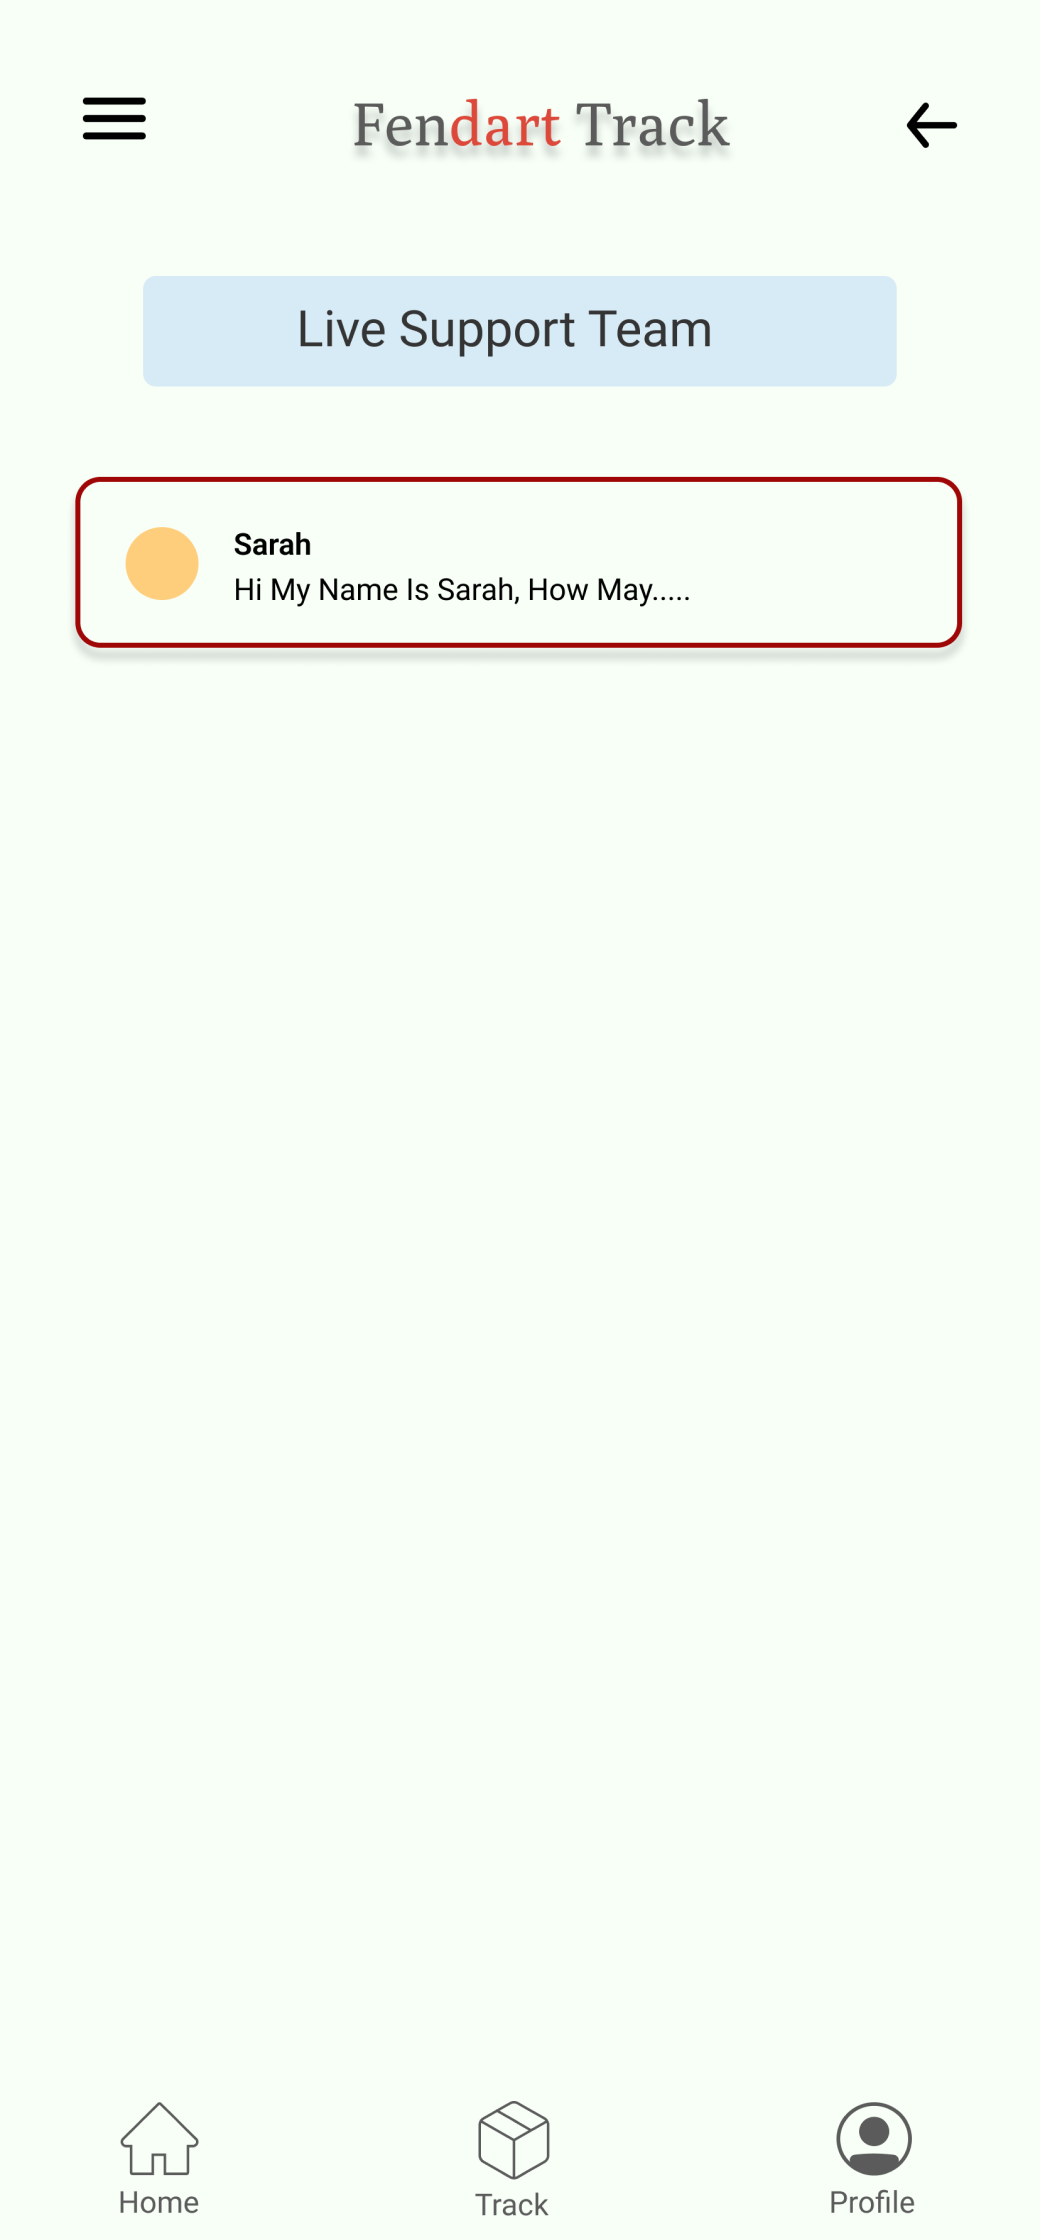 Fendart Track
Live Support Team
Sarah
Hi My Name Is Sarah, How May.....
Home
Track
Profile